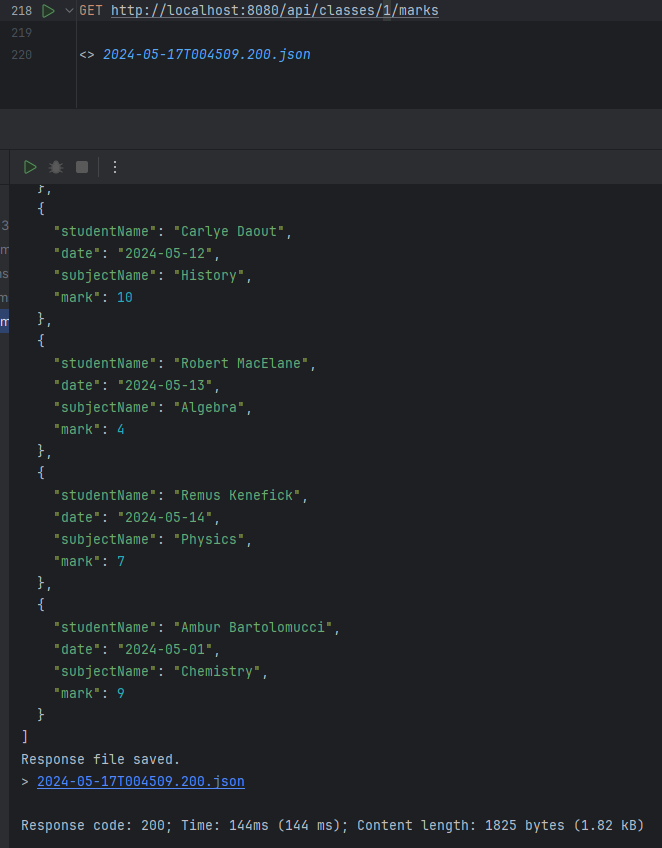 218 GET http://localhost:8080/api/classes/1/marks
219
220 <> 2024-05-17T004509.200.json
},
{
"studentName": "Carlye Daout",
"date": "2024-05-12",
"subjectName": "History",
"mark": 10
},
{
"studentName": "Robert MacElane",
"date": "2024-05-13",
"subjectName": "Algebra",
"mark": 4
},
{
"studentName": "Remus Kenefick",
"date": "2024-05-14",
"subjectName": "Physics",
"mark": 7
},
{
"studentName": "Ambur Bartolomucci",
"date": "2024-05-01",
"subjectName": "Chemistry",
"mark": 9
}
]
Response file saved.
> 2024-05-17T004509.200.json
Response code: 200; Time: 144ms (144 ms); Content length: 1825 bytes (1.82 kB)